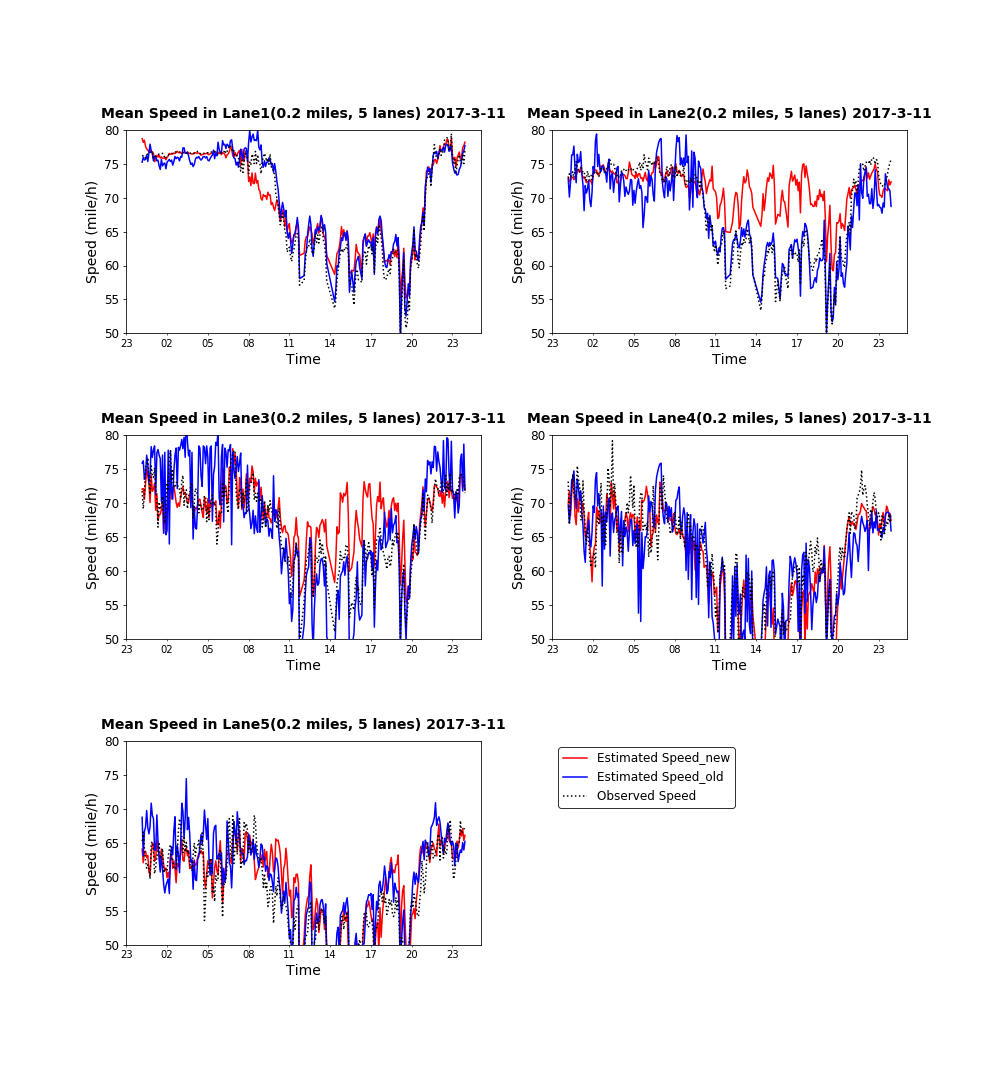 Mean Speed in Lane1(0.2 miles, 5 lanes) 2017-3-11
80
75
70
65
60
55
50
Speed (mile/h)
23 02 05 08 11 14 17 20 23
Time
Mean Speed in Lane2(0.2 miles, 5 lanes) 2017-3-11
80
75
70
65
60
55
50
Speed (mile/h)
23 02 05 08 11 14 17 20 23
Time
Mean Speed in Lane3(0.2 miles, 5 lanes) 2017-3-11
80
75
70
65
60
55
50
Speed (mile/h)
23 02 05 08 11 14 17 20 23
Time
Mean Speed in Lane4(0.2 miles, 5 lanes) 2017-3-11
80
75
70
65
60
55
50
Speed (mile/h)
23 02 05 08 11 14 17 20 23
Time
Mean Speed in Lane5(0.2 miles, 5 lanes) 2017-3-11
80
75
70
65
60
55
50
Speed (mile/h)
23 02 05 08 11 14 17 20 23
Time
Estimated Speed_new
Estimated Speed_old
Observed Speed